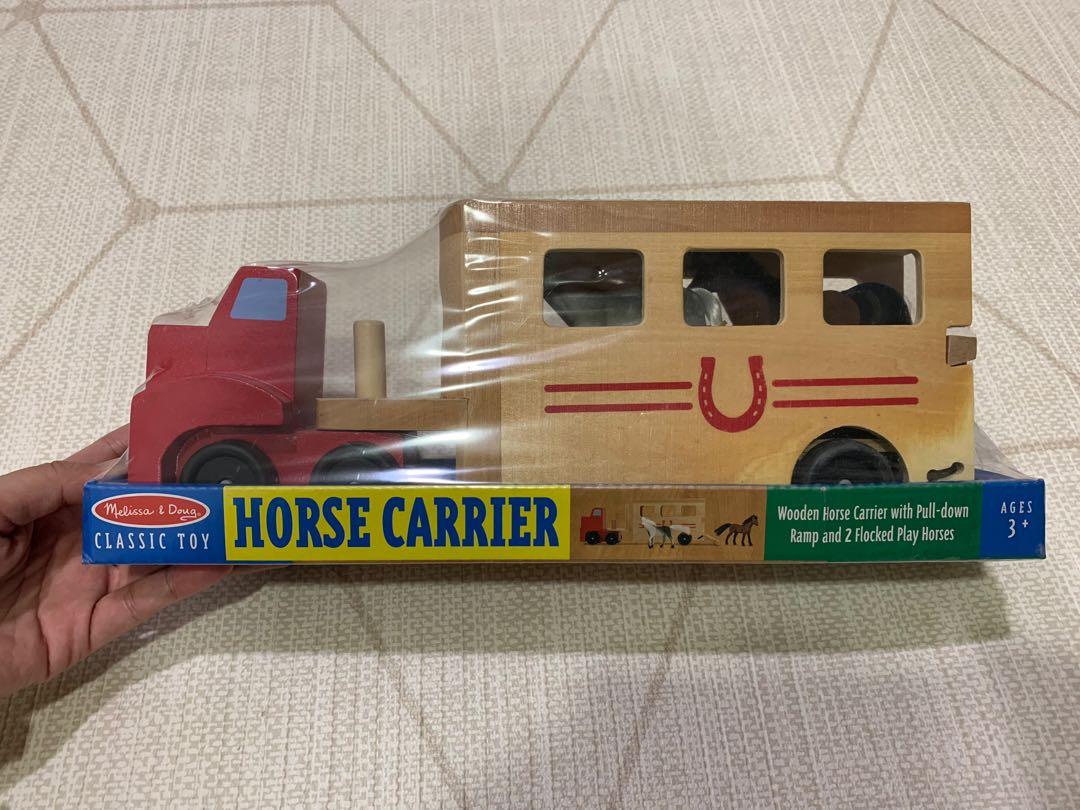 Melissa & Doug
CLASSIC TOY
HORSE CARRIER
Wooden Horse Carrier with Pull-down
Ramp and 2 Flocked Play Horses
AGES
3+